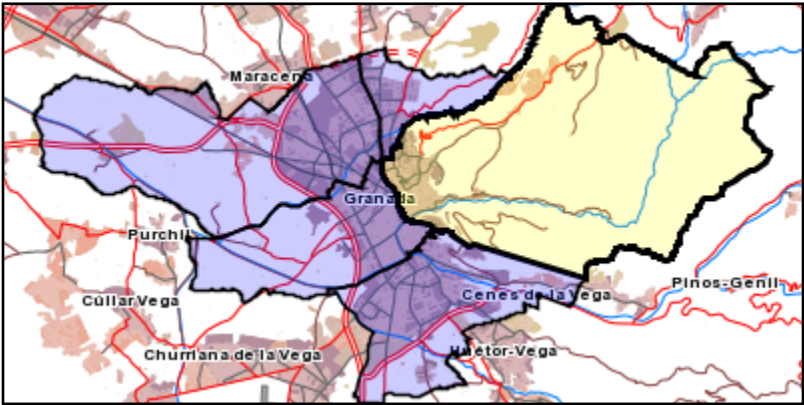 Maracena
Granada
Purchil
Cúllar Vega
Cenes de la Vega
Pinos-Genil
Churriana de la Vega
Huétor-Vega